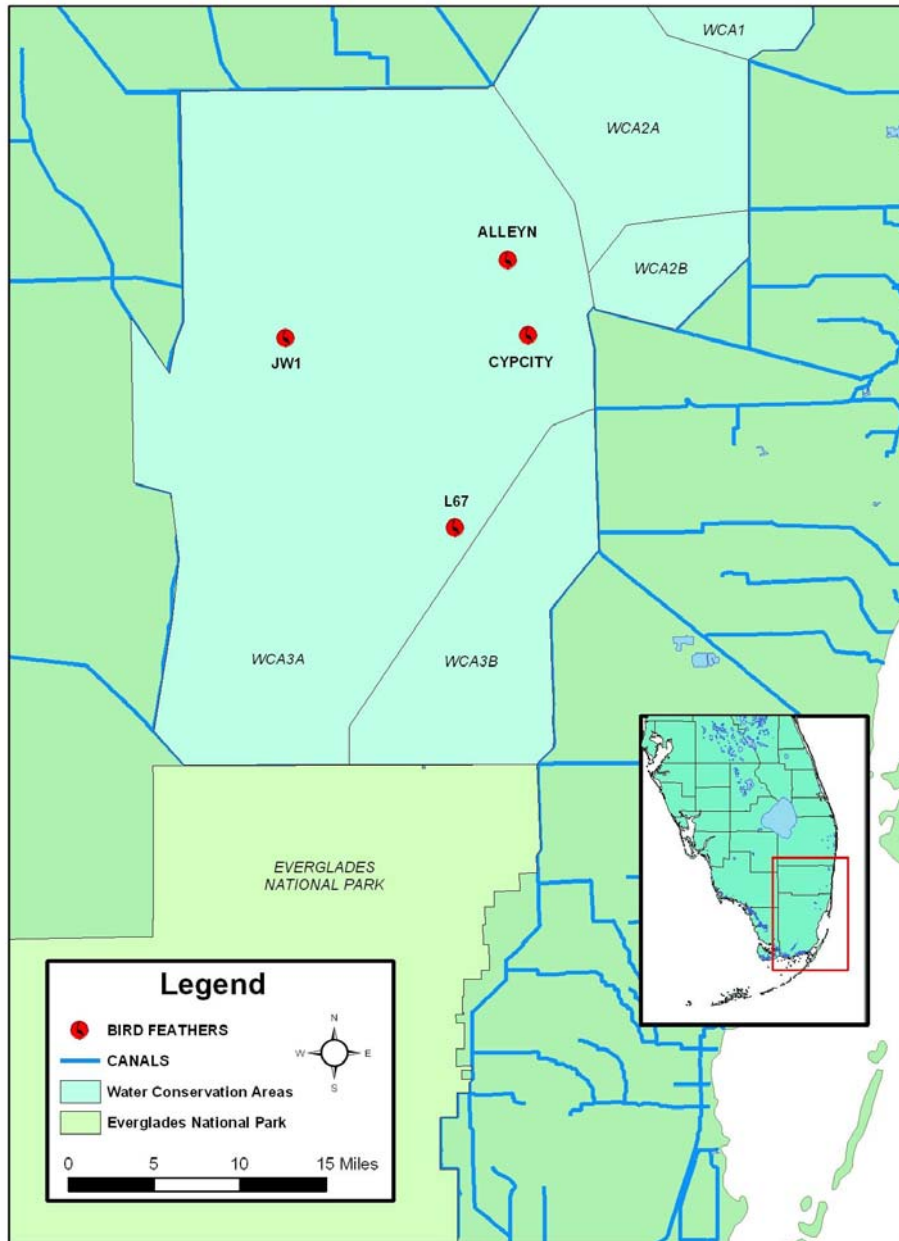 WCA1
WCA2A
ALLEYN
WCA2B
JW1
CYPCITY
L67
WCA3A
WCA3B
EVERGLADES
NATIONAL PARK
Legend
BIRD FEATHERS
CANALS
Water Conservation Areas
Everglades National Park
N
W E
S
0 5 10 15 Miles